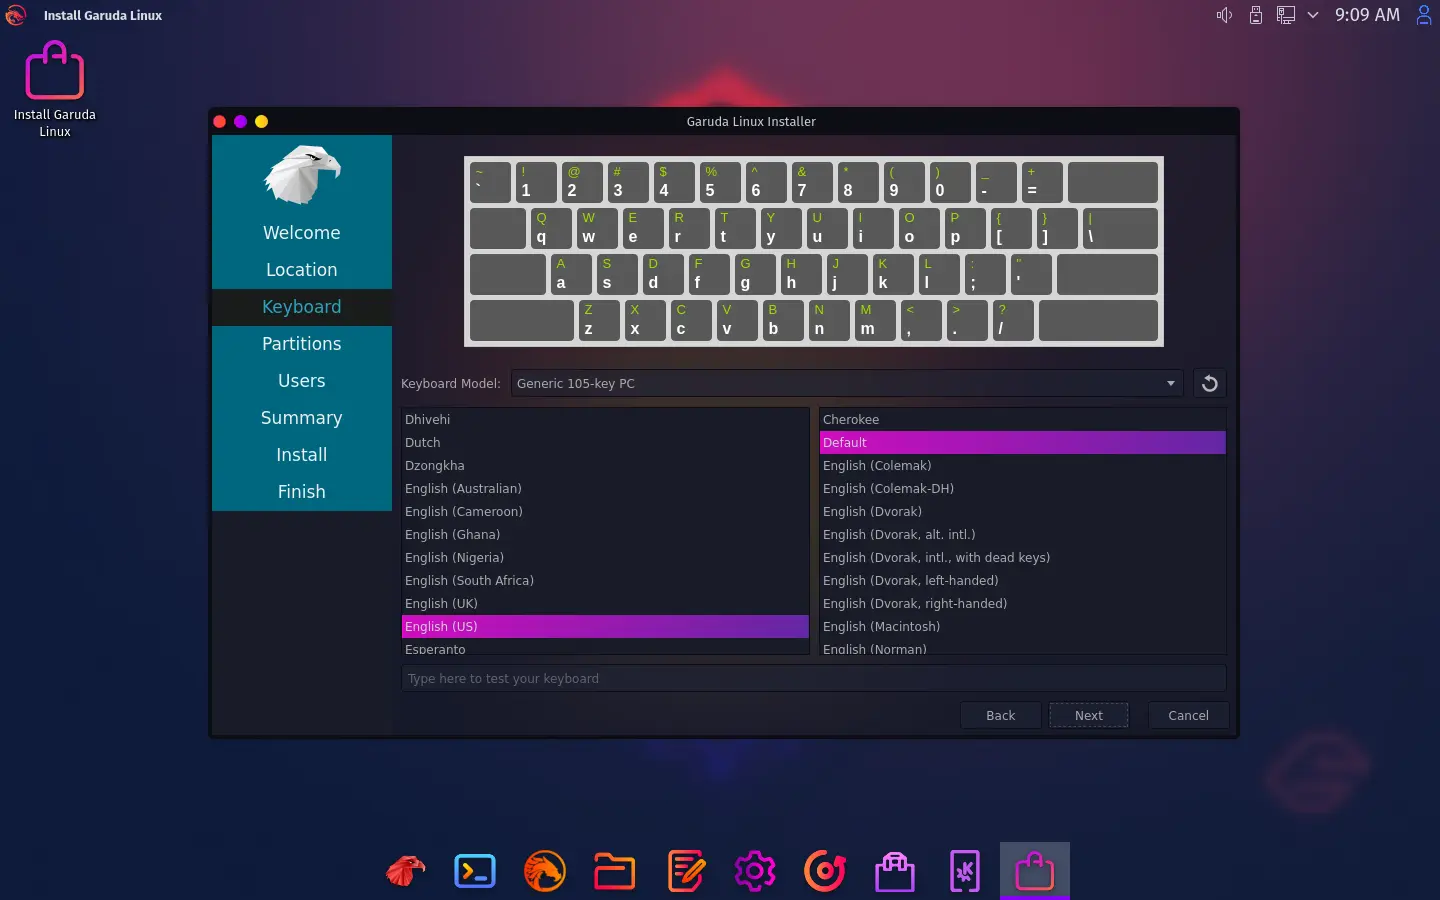 Install Garuda Linux
9:09 AM
Install Garuda
Linux
Garuda Linux Installer
Welcome
Location
Keyboard
Partitions
Users
Summary
Install
Finish
~ ! @ # $ % ^ & * ( ) _ +
` 1 2 3 4 5 6 7 8 9 0 - =
Q W E R T Y U I O P { } |
q w e r t y u i o p [ ] \
A S D F G H J K L : "
a s d f g h j k l ; '
Z X C V B N M < > ?
z x c v b n m , . /
Keyboard Model: Generic 105-key PC
Dhivehi
Dutch
Dzongkha
English (Australian)
English (Cameroon)
English (Ghana)
English (Nigeria)
English (South Africa)
English (UK)
English (US)
Esperanto
Cherokee
Default
English (Colemak)
English (Colemak-DH)
English (Dvorak)
English (Dvorak, alt. intl.)
English (Dvorak, intl., with dead keys)
English (Dvorak, left-handed)
English (Dvorak, right-handed)
English (Macintosh)
English (Norman)
Type here to test your keyboard
Back
Next
Cancel